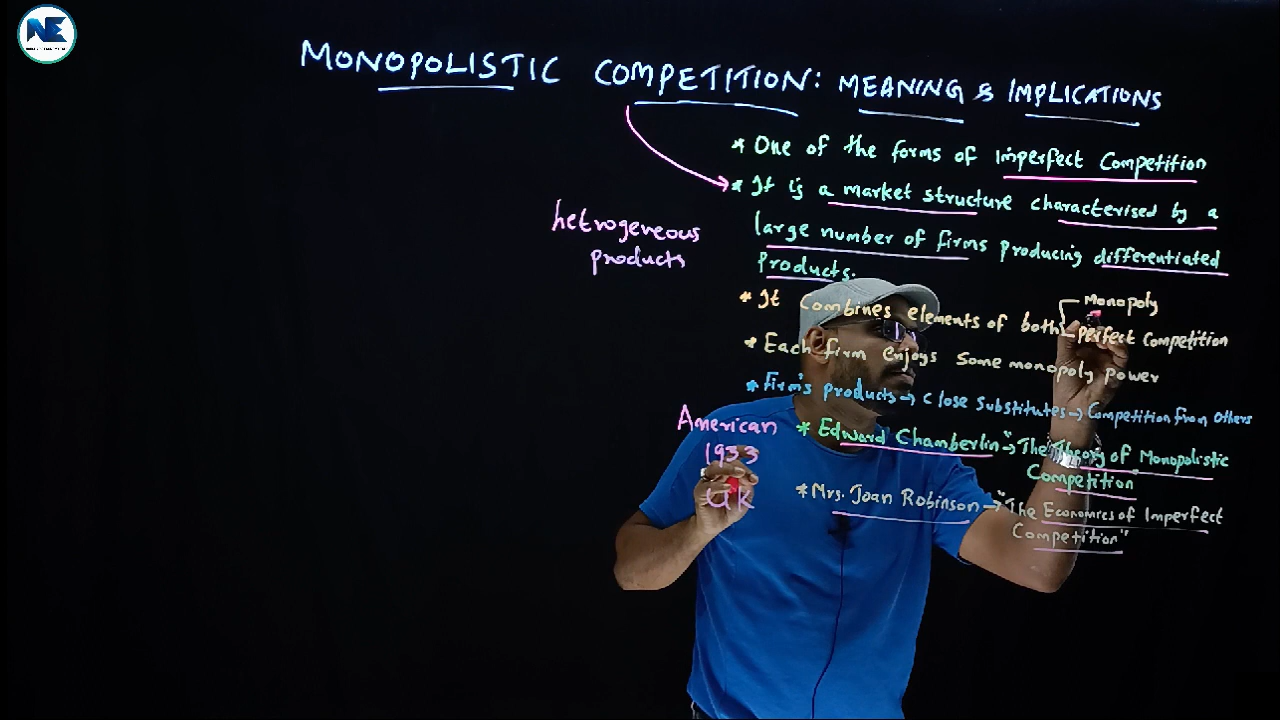 NE
MONOPOLISTIC COMPETITION: MEANING & IMPLICATIONS
* One of the forms of imperfect Competition
* It is a market structure characterised by a
large number of firms producing differentiated
Products.
hetrogeneous
products
* It Combines elements of both Monopoly
Perfect Competition
* Each firm enjoys Some monopoly power
* Firm's products → Close Substitutes → Competition from Others
American
* Edward Chamberlin → "The Theory of Monopolistic
Competition
1933
UK
* Mrs. Joan Robinson → "The Economics of Imperfect
Competition"